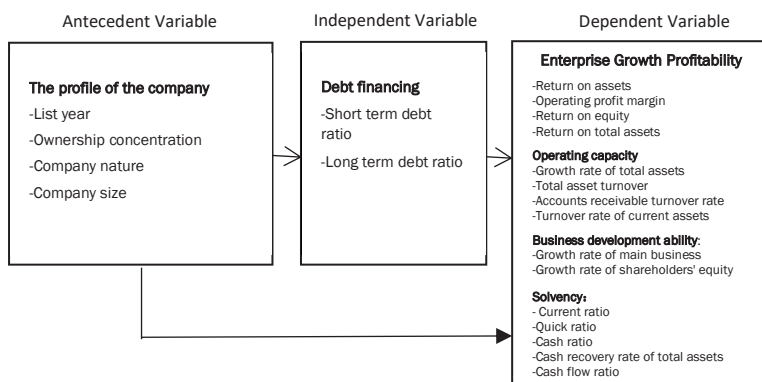 Antecedent Variable
The profile of the company
-List year
-Ownership concentration
-Company nature
-Company size
Independent Variable
Debt financing
-Short term debt
ratio
-Long term debt ratio
Dependent Variable
Enterprise Growth Profitability
-Return on assets
-Operating profit margin
-Return on equity
-Return on total assets
Operating capacity
-Growth rate of total assets
-Total asset turnover
-Accounts receivable turnover rate
-Turnover rate of current assets
Business development ability:
-Growth rate of main business
-Growth rate of shareholders' equity
Solvency:
- Current ratio
-Quick ratio
-Cash ratio
-Cash recovery rate of total assets
-Cash flow ratio